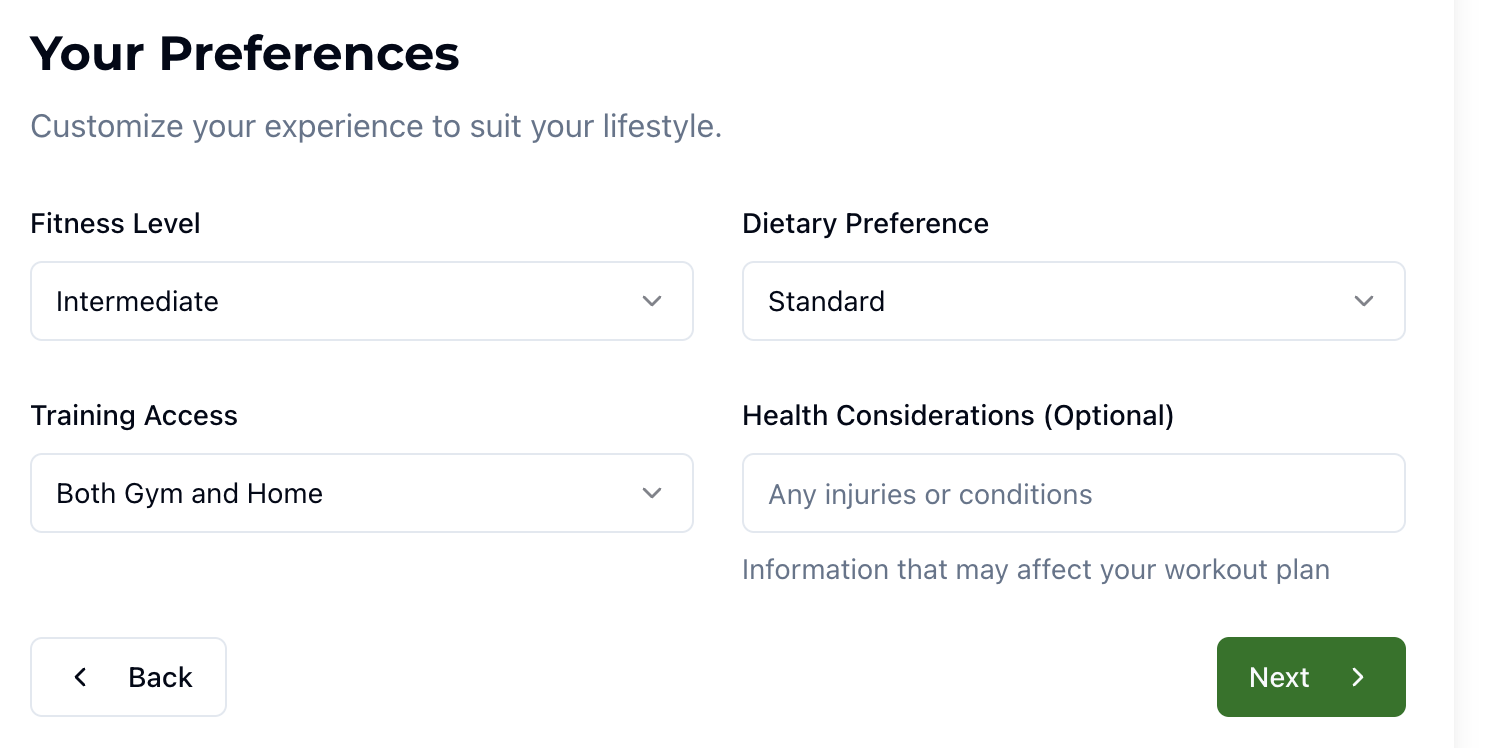 Your Preferences
Customize your experience to suit your lifestyle.
Fitness Level
Intermediate
Dietary Preference
Standard
Training Access
Both Gym and Home
Health Considerations (Optional)
Any injuries or conditions
Information that may affect your workout plan
Back
Next